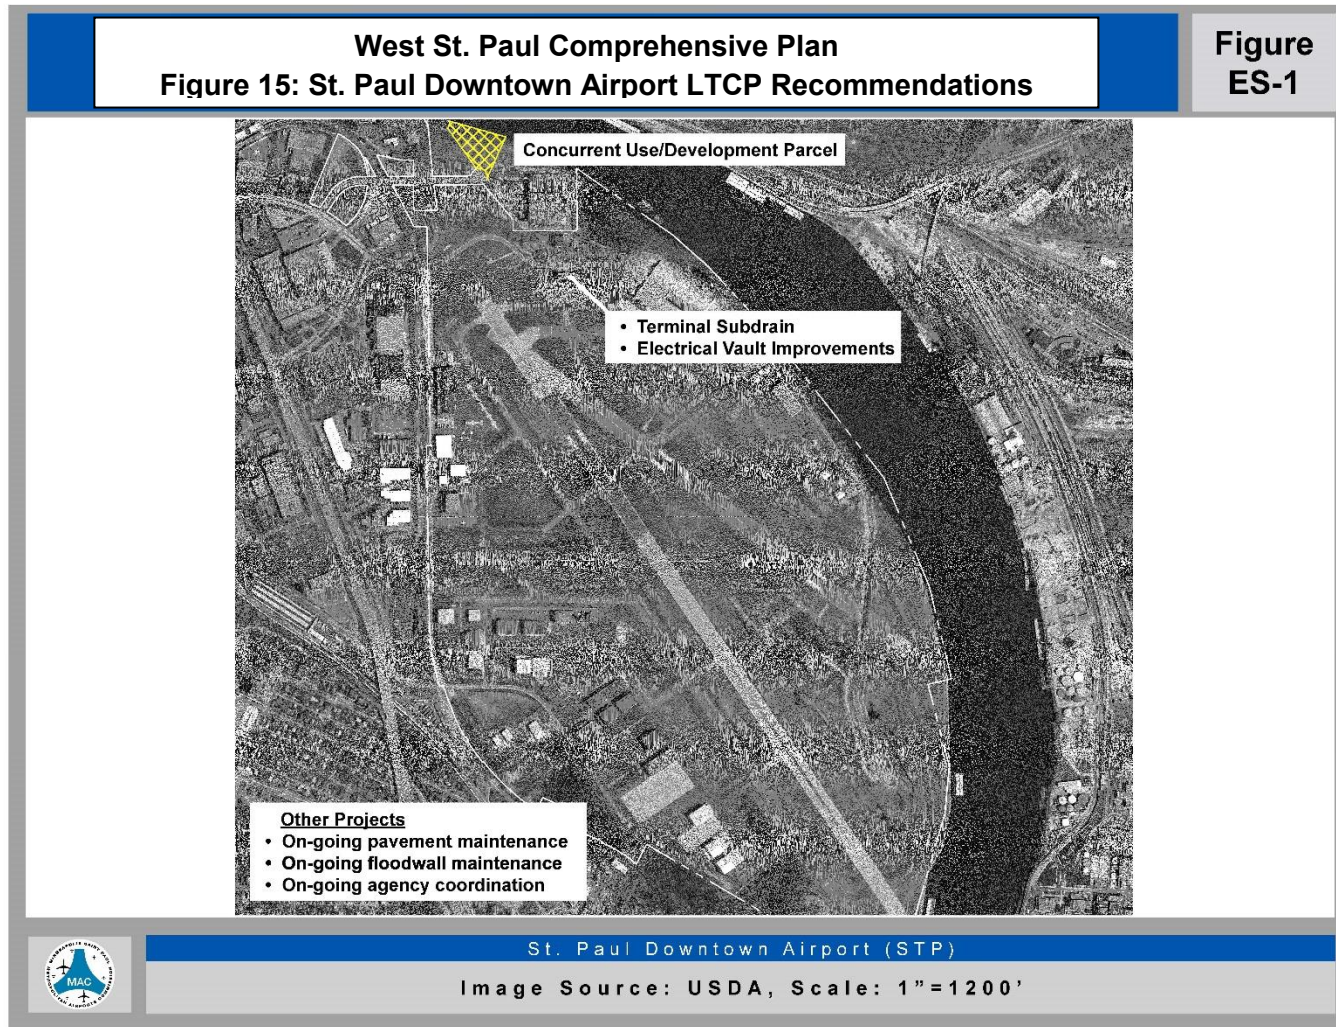 West St. Paul Comprehensive Plan
Figure 15: St. Paul Downtown Airport LTCP Recommendations
Figure
ES-1
Concurrent Use/Development Parcel
• Terminal Subdrain
• Electrical Vault Improvements
Other Projects
• On-going pavement maintenance
• On-going floodwall maintenance
• On-going agency coordination
MAC
St. Paul Downtown Airport (STP)
Image Source: USDA, Scale: 1”=1200’